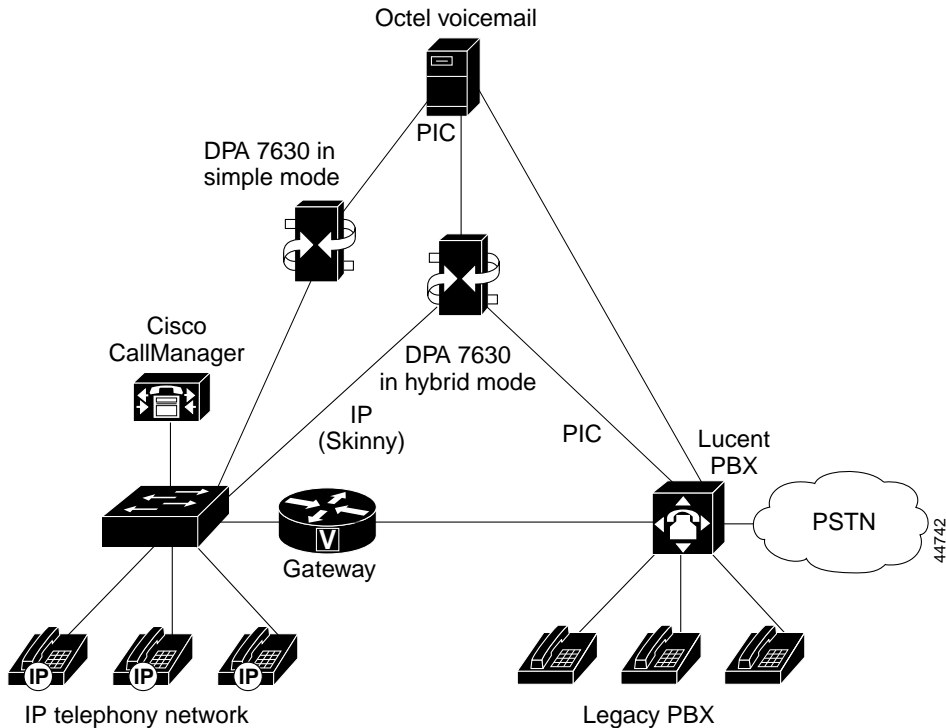 Octel voicemail
PIC
DPA 7630 in
simple mode
Cisco
CallManager
DPA 7630
in hybrid mode
IP
(Skinny)
PIC
Lucent
PBX
PSTN
44742
V
Gateway
IP
IP
IP
IP telephony network
Legacy PBX